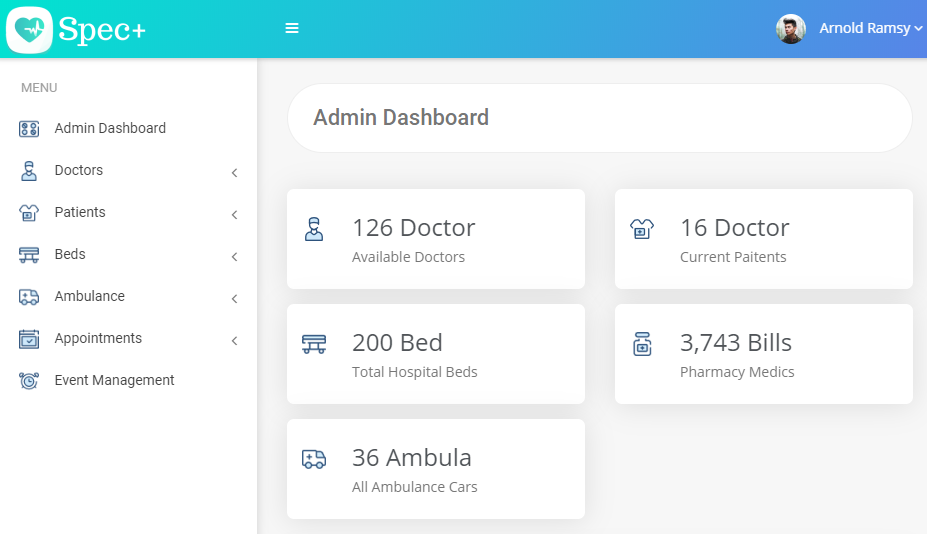 Spec+
Arnold Ramsy
MENU
Admin Dashboard
Doctors
Patients
Beds
Ambulance
Appointments
Event Management
Admin Dashboard
126 Doctor
Available Doctors
16 Doctor
Current Paitents
200 Bed
Total Hospital Beds
3,743 Bills
Pharmacy Medics
36 Ambula
All Ambulance Cars